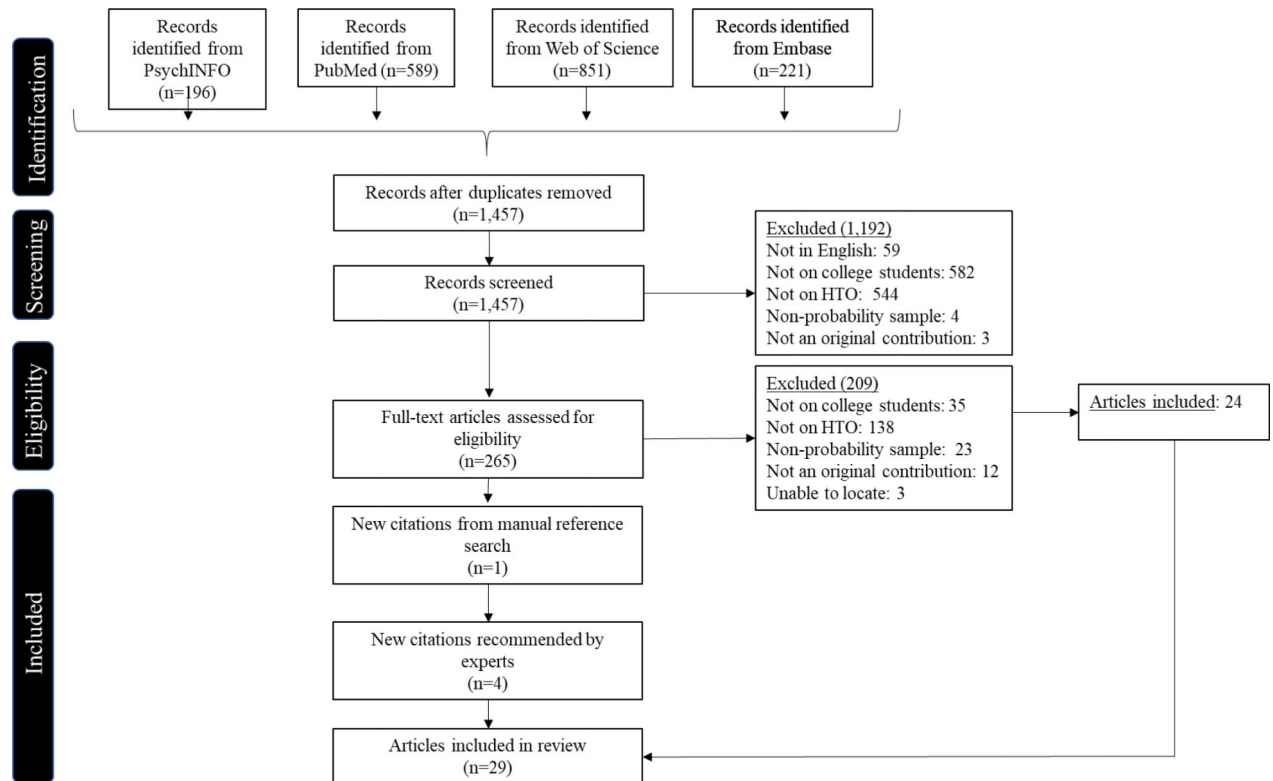 Records
identified from
PsychINFO
(n=196)
Records
identified from
PubMed (n=589)
Records identified
from Web of Science
(n=851)
Records identified
from Embase
(n=221)
Identification
Records after duplicates removed
(n=1,457)
Screening
Records screened
(n=1,457)
Excluded (1,192)
Not in English: 59
Not on college students: 582
Not on HTO: 544
Non-probability sample: 4
Not an original contribution: 3
Eligibility
Full-text articles assessed for
eligibility
(n=265)
Excluded (209)
Not on college students: 35
Not on HTO: 138
Non-probability sample: 23
Not an original contribution: 12
Unable to locate: 3
Articles included: 24
Included
New citations from manual reference
search
(n=1)
New citations recommended by
experts
(n=4)
Articles included in review
(n=29)